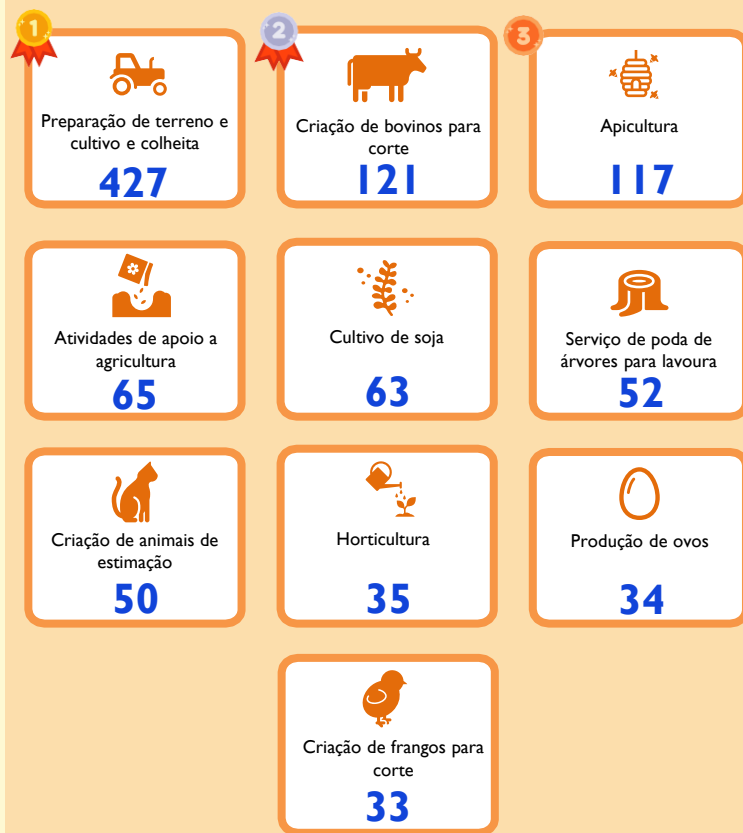 1
Preparação de terreno e
cultivo e colheita
427
2
Criação de bovinos para
corte
121
3
Apicultura
117
Atividades de apoio a
agricultura
65
Cultivo de soja
63
Serviço de poda de
árvores para lavoura
52
Criação de animais de
estimação
50
Horticultura
35
Produção de ovos
34
Criação de frangos para
corte
33